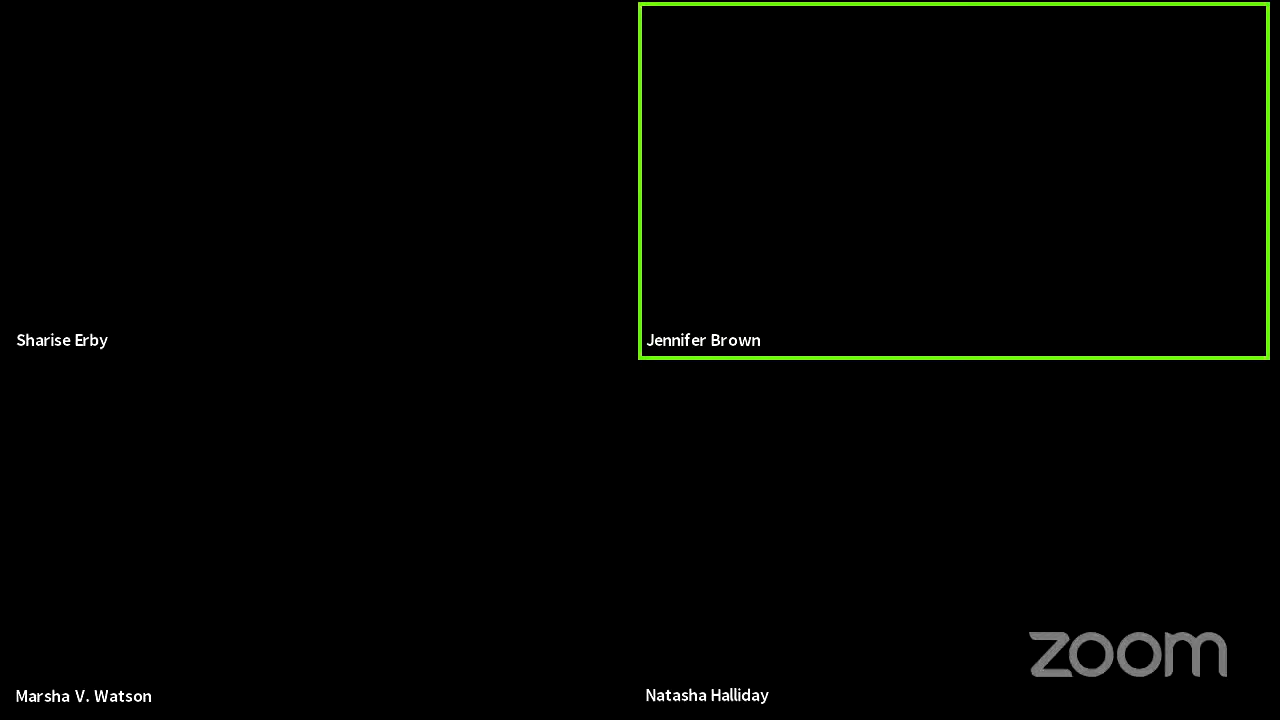 Sharise Erby
Jennifer Brown
Marsha V. Watson
Natasha Halliday
zoom